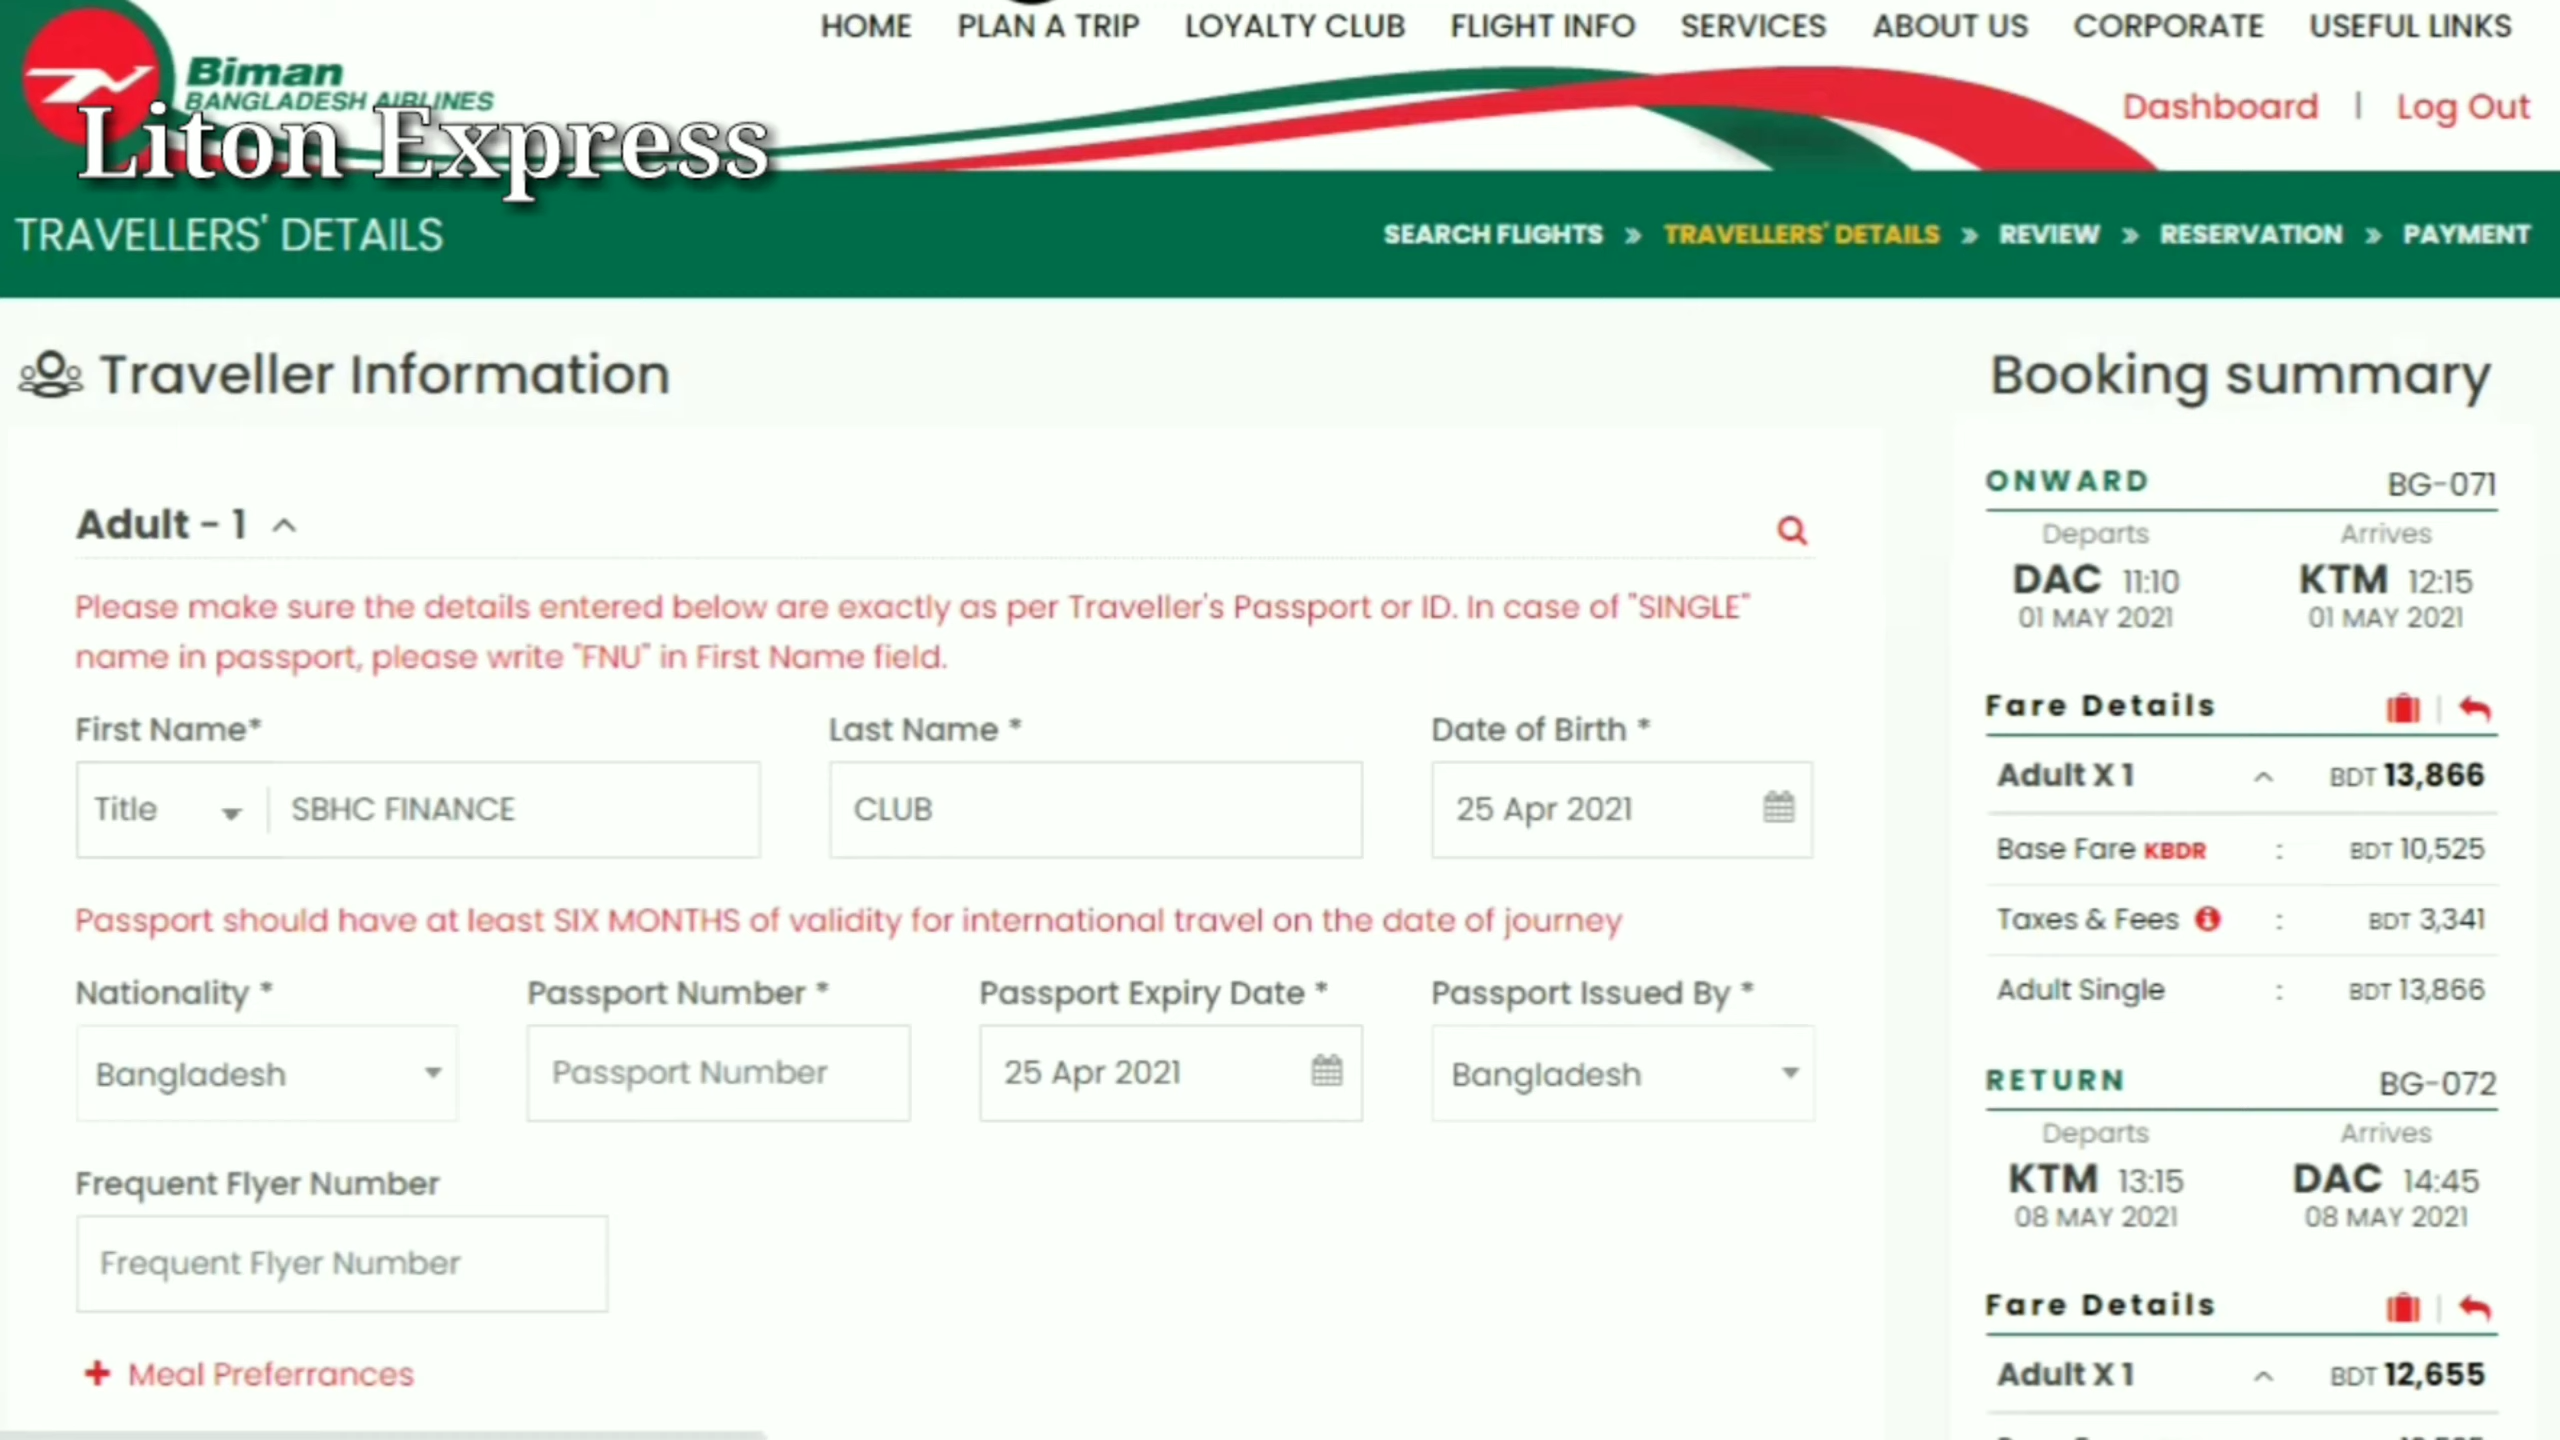 HOME PLAN A TRIP LOYALTY CLUB FLIGHT INFO SERVICES ABOUT US CORPORATE USEFUL LINKS
Biman
BANGLADESH AIRLINES
Dashboard | Log Out
Liton Express
TRAVELLERS' DETAILS
SEARCH FLIGHTS » TRAVELLERS' DETAILS » REVIEW » RESERVATION » PAYMENT
Traveller Information
Adult - 1
Please make sure the details entered below are exactly as per Traveller's Passport or ID. In case of "SINGLE"
name in passport, please write "FNU" in First Name field.
First Name* Last Name * Date of Birth *
Title SBHC FINANCE CLUB 25 Apr 2021
Passport should have at least SIX MONTHS of validity for international travel on the date of journey
Nationality * Passport Number * Passport Expiry Date * Passport Issued By *
Bangladesh Passport Number 25 Apr 2021 Bangladesh
Frequent Flyer Number
Frequent Flyer Number
+ Meal Preferrances
Booking summary
ONWARD BG-071
Departs Arrives
DAC 11:10 KTM 12:15
01 MAY 2021 01 MAY 2021
Fare Details
Adult X 1 BDT 13,866
Base Fare KBDR : BDT 10,525
Taxes & Fees : BDT 3,341
Adult Single : BDT 13,866
RETURN BG-072
Departs Arrives
KTM 13:15 DAC 14:45
08 MAY 2021 08 MAY 2021
Fare Details
Adult X 1 BDT 12,655